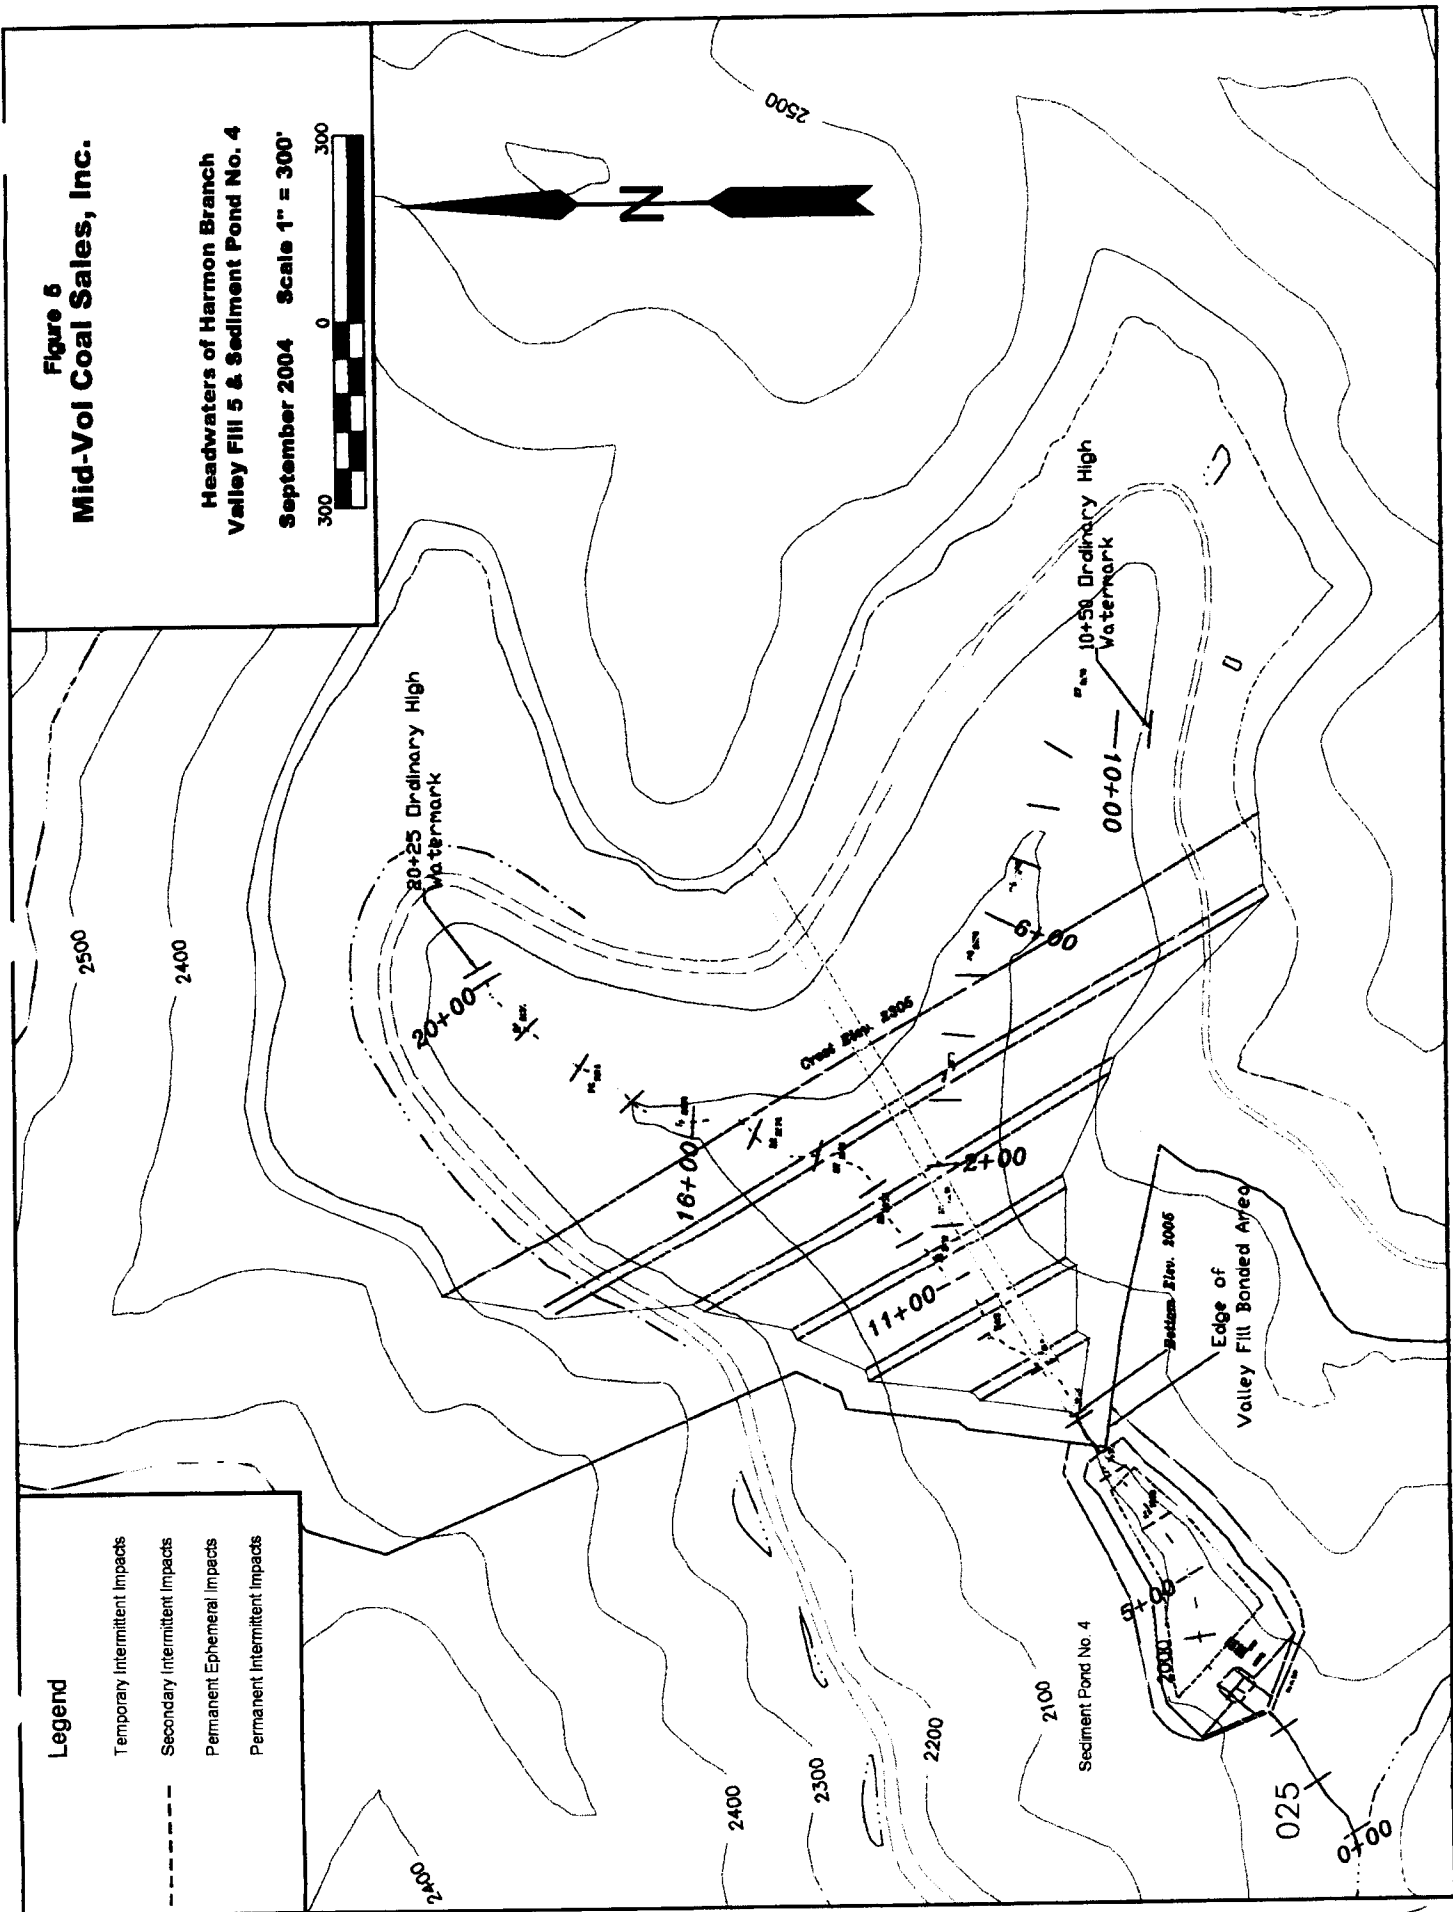 Figure 5
Mid-Vol Coal Sales, Inc.
Headwaters of Harmon Branch
Valley Fill 5 & Sediment Pond No. 4
September 2004 Scale 1" = 300'
300
0
300
N
2500
2500
2400
20+25 Ordinary High
Watermark
20+00
10+50 Ordinary High
Watermark
10+00
6+00
Crest Elev. 2305
16+00
2+00
11+00
Bottom Elev. 2005
Edge of
Valley Fill Bonded Area
5+00
2000
Sediment Pond No. 4
2100
2200
2300
2400
2400
025
0+00
Legend
Temporary Intermittent Impacts
Secondary Intermittent Impacts
Permanent Ephemeral Impacts
Permanent Intermittent Impacts